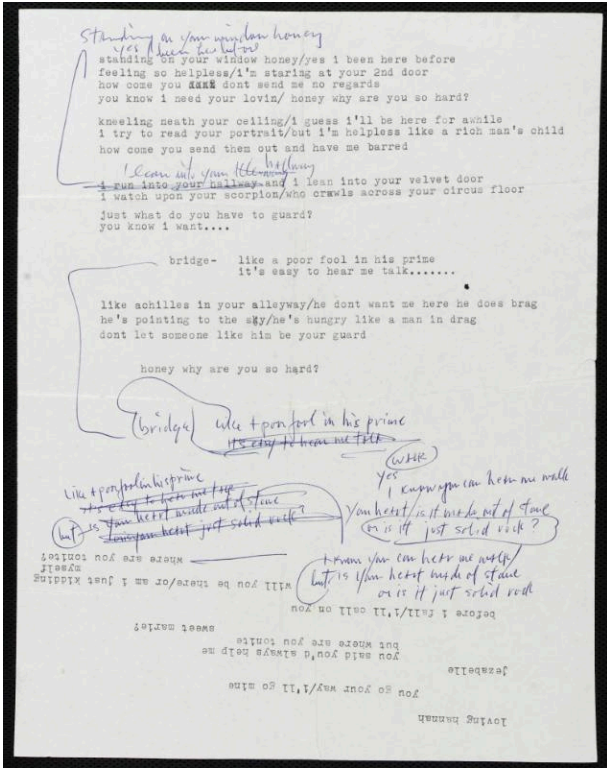 Standing on your window honey
yes i been here before
standing on your window honey/yes i been here before
feeling so helpless/i'm staring at your 2nd door
how come you dont send me no regards
you know i need your lovin/ honey why are you so hard?
kneeling neath your ceiling/i guess i'll be here for awhile
i try to read your portrait/but i'm helpless like a rich man's child
how come you send them out and have me barred
i lean into your hallway
i run into your hallway and i lean into your velvet door
i watch upon your scorpion/who crawls across your circus floor
just what do you have to guard?
you know i want....
bridge- like a poor fool in his prime
it's easy to hear me talk.......
like achilles in your alleyway/he dont want me here he does brag
he's pointing to the sky/he's hungry like a man in drag
dont let someone like him be your guard
honey why are you so hard?
(bridge) like a poor fool in his prime
its easy to hear me talk
walk
Like a poor fool in his prime
its easy to hear me talk
but is your heart made out of stone
or is your heart just solid rock?
yes
I know you can hear me walk
your heart, is it made out of stone
or is it just solid rock?
I know you can hear me walk/
but is your heart made of stone
or is it just solid rock
loving hannah
you go your way/i'll go mine
jezabelle
you said you'd always help me
but where are you tonite
sweet marie?
before i fall/i'll call on you
will you be there/or am i just kidding
myself
where are you tonite?